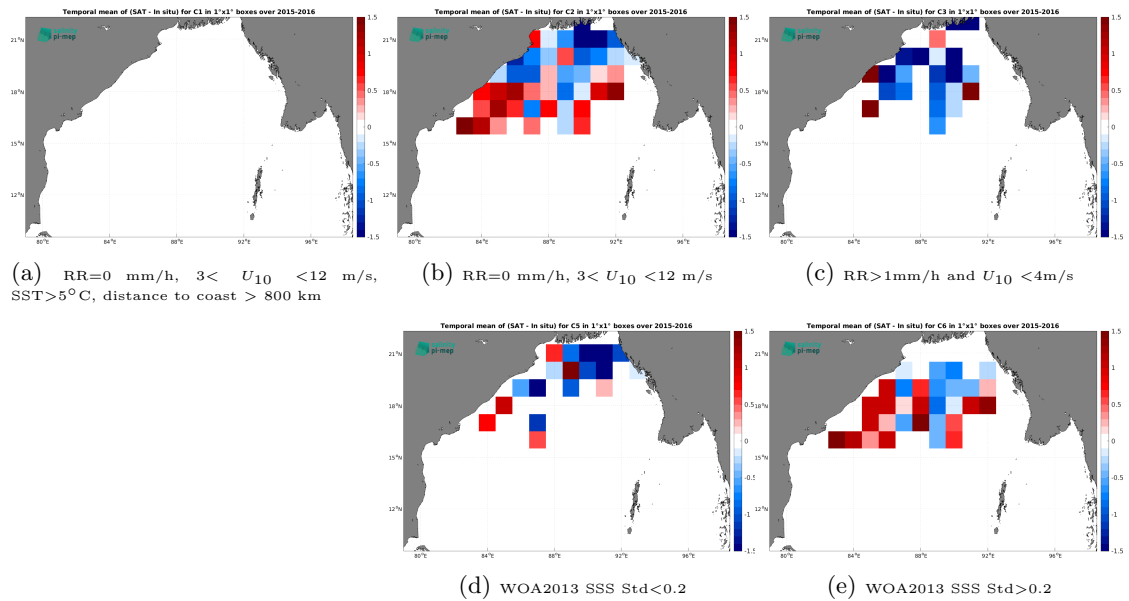 Temporal mean of (SAT - In situ) for C1 in 1°x1° boxes over 2015-2016
pi-mep
21°N
18°N
15°N
12°N
80°E 84°E 88°E 92°E 96°E
1.5
1
0.5
0
-0.5
-1
-1.5
(a) RR=0 mm/h, 3< U10 <12 m/s,
SST>5°C, distance to coast > 800 km
Temporal mean of (SAT - In situ) for C2 in 1°x1° boxes over 2015-2016
pi-mep
21°N
18°N
15°N
12°N
80°E 84°E 88°E 92°E 96°E
1.5
1
0.5
0
-0.5
-1
-1.5
(b) RR=0 mm/h, 3< U10 <12 m/s
Temporal mean of (SAT - In situ) for C3 in 1°x1° boxes over 2015-2016
pi-mep
21°N
18°N
15°N
12°N
80°E 84°E 88°E 92°E 96°E
1.5
1
0.5
0
-0.5
-1
-1.5
(c) RR>1mm/h and U10 <4m/s
Temporal mean of (SAT - In situ) for C5 in 1°x1° boxes over 2015-2016
pi-mep
21°N
18°N
15°N
12°N
80°E 84°E 88°E 92°E 96°E
1.5
1
0.5
0
-0.5
-1
-1.5
(d) WOA2013 SSS Std<0.2
Temporal mean of (SAT - In situ) for C6 in 1°x1° boxes over 2015-2016
pi-mep
21°N
18°N
15°N
12°N
80°E 84°E 88°E 92°E 96°E
1.5
1
0.5
0
-0.5
-1
-1.5
(e) WOA2013 SSS Std>0.2